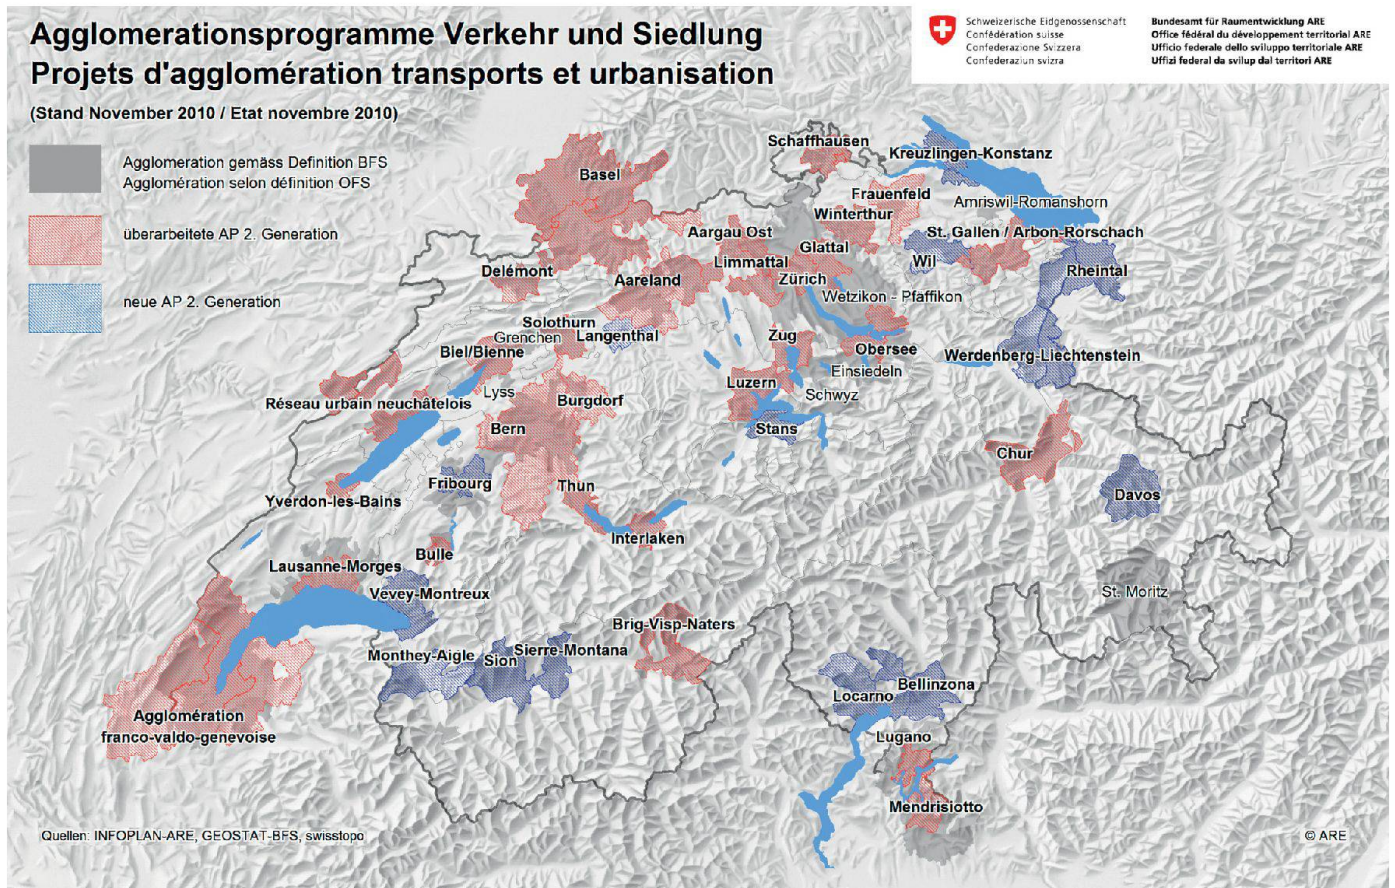 Agglomerationsprogramme Verkehr und Siedlung
Projets d'agglomération transports et urbanisation
(Stand November 2010 / Etat novembre 2010)
Schweizerische Eidgenossenschaft
Confédération suisse
Confederazione Svizzera
Confederaziun svizra
Bundesamt für Raumentwicklung ARE
Office fédéral du développement territorial ARE
Ufficio federale dello sviluppo territoriale ARE
Uffizi federal da svilup dal territori ARE
Agglomeration gemäss Definition BFS
Agglomération selon définition OFS
überarbeitete AP 2. Generation
neue AP 2. Generation
Schaffhausen
Kreuzlingen-Konstanz
Basel
Frauenfeld
Amriswil-Romanshorn
Winterthur
Aargau Ost
St. Gallen / Arbon-Rorschach
Glattal
Limmattal
Wil
Rheintal
Delémont
Aareland
Zürich
Wetzikon - Pfaffikon
Solothurn
Grenchen
Langenthal
Zug
Obersee
Biel/Bienne
Werdenberg-Liechtenstein
Einsiedeln
Luzern
Lyss
Schwyz
Réseau urbain neuchâtelois
Burgdorf
Bern
Stans
Chur
Fribourg
Thun
Davos
Yverdon-les-Bains
Interlaken
Bulle
Lausanne-Morges
Vevey-Montreux
St. Moritz
Brig-Visp-Naters
Sierre-Montana
Monthey-Aigle
Sion
Bellinzona
Locarno
Agglomération
franco-valdo-genevoise
Lugano
Mendrisiotto
Quellen: INFOPLAN-ARE, GEOSTAT-BFS, swisstopo
© ARE